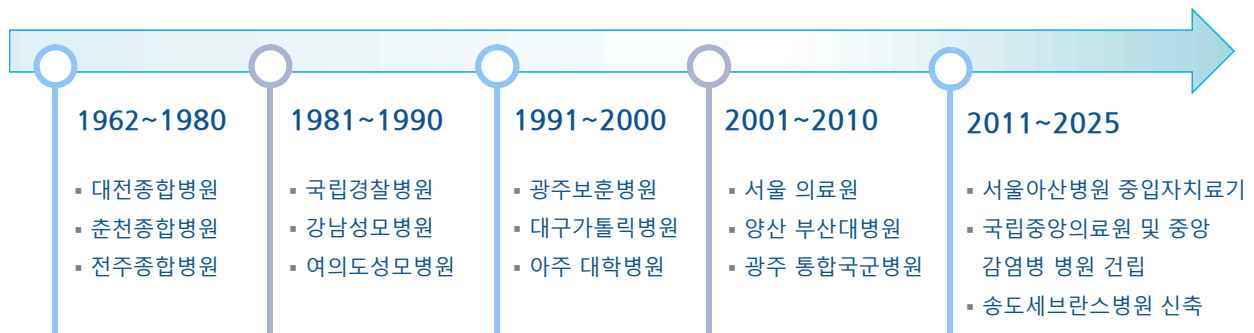 1962~1980
▪ 대전종합병원
▪ 춘천종합병원
▪ 전주종합병원
1981~1990
▪ 국립경찰병원
▪ 강남성모병원
▪ 여의도성모병원
1991~2000
▪ 광주보훈병원
▪ 대구가톨릭병원
▪ 아주 대학병원
2001~2010
▪ 서울 의료원
▪ 양산 부산대병원
▪ 광주 통합국군병원
2011~2025
▪ 서울아산병원 중입자치료기
▪ 국립중앙의료원 및 중앙
감염병 병원 건립
▪ 송도세브란스병원 신축